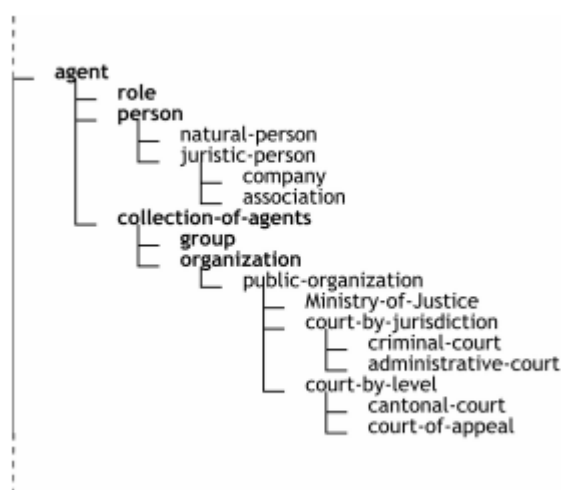 agent
role
person
natural-person
juristic-person
company
association
collection-of-agents
group
organization
public-organization
Ministry-of-Justice
court-by-jurisdiction
criminal-court
administrative-court
court-by-level
cantonal-court
court-of-appeal